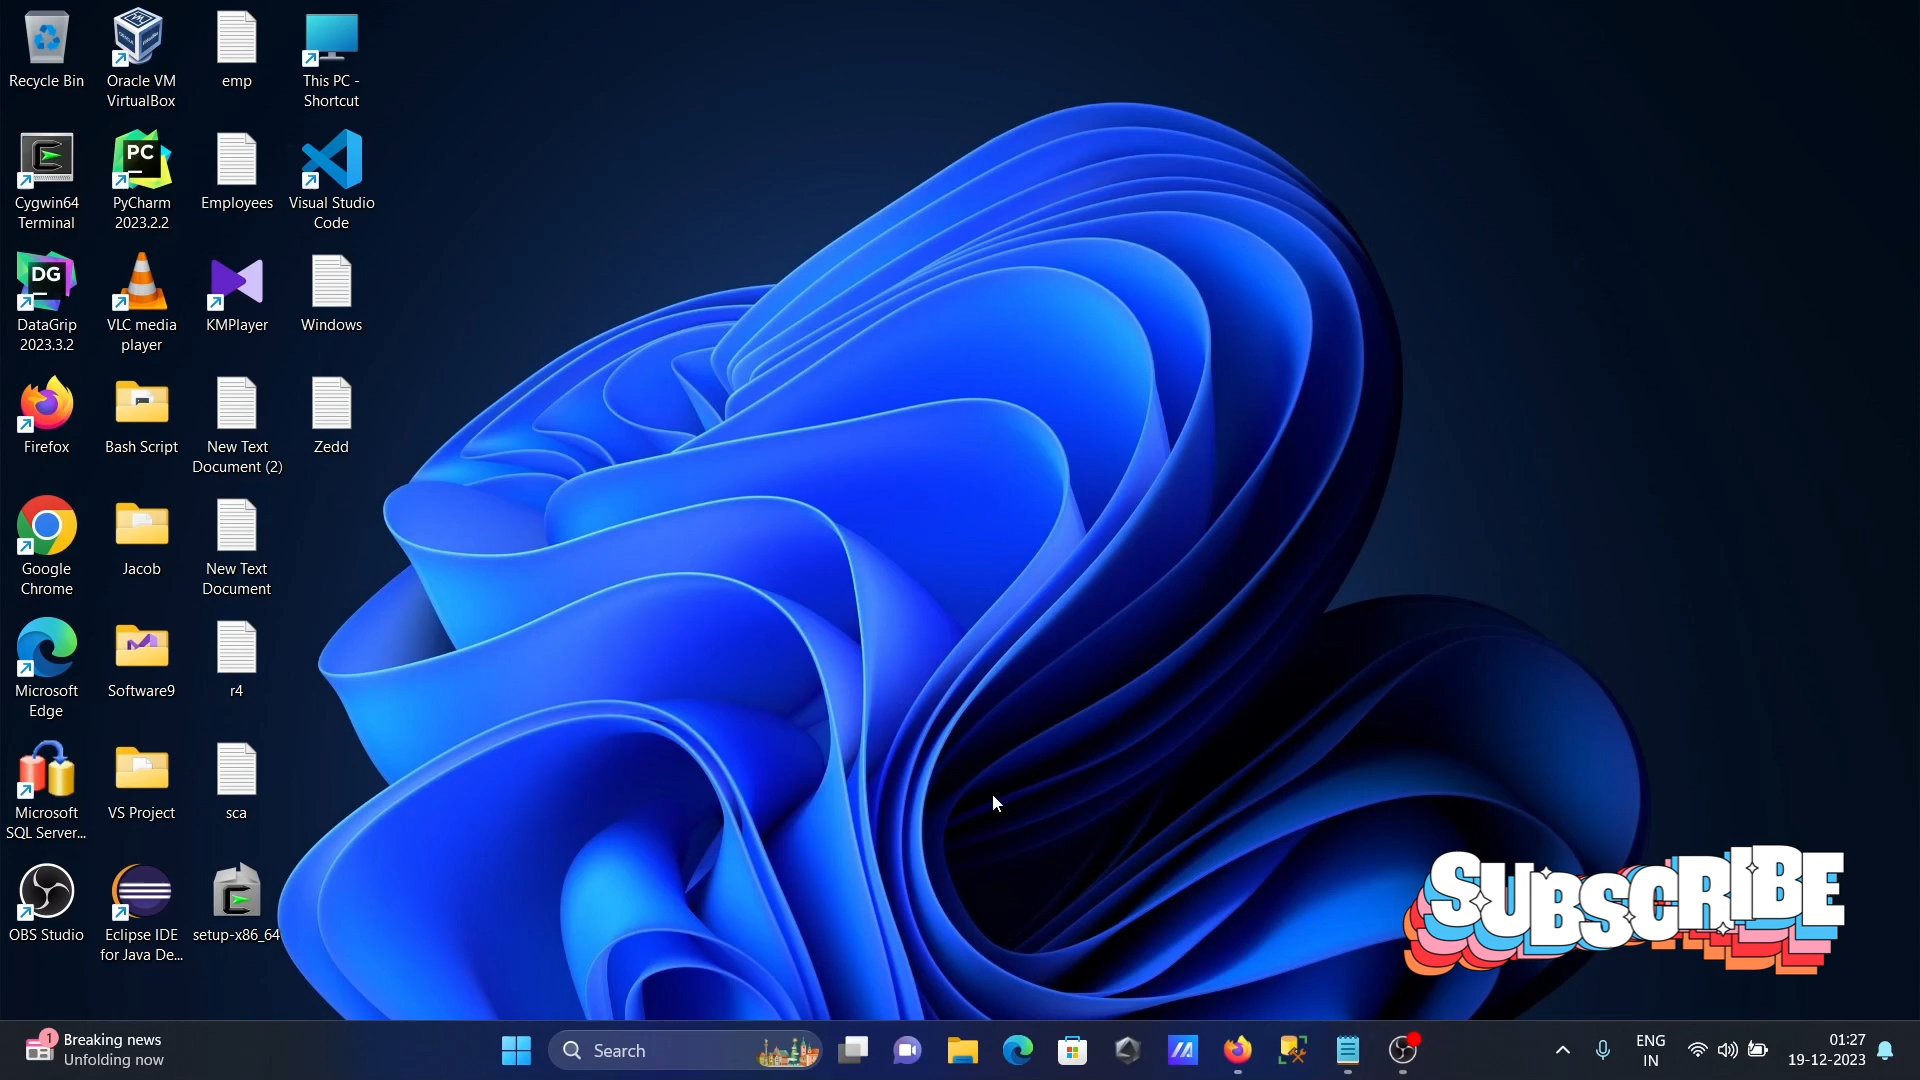 Recycle Bin
Oracle VM
VirtualBox
emp
This PC -
Shortcut
Cygwin64
Terminal
PC
PyCharm
2023.2.2
Employees
Visual Studio
Code
DG
DataGrip
2023.3.2
VLC media
player
KMPlayer
Windows
Firefox
Bash Script
New Text
Document (2)
Zedd
Google
Chrome
Jacob
New Text
Document
Microsoft
Edge
Software9
r4
Microsoft
SQL Server...
VS Project
sca
OBS Studio
Eclipse IDE
for Java De...
setup-x86_64
SUBSCRIBE
1
Breaking news
Unfolding now
Search
ENG
IN
01:27
19-12-2023